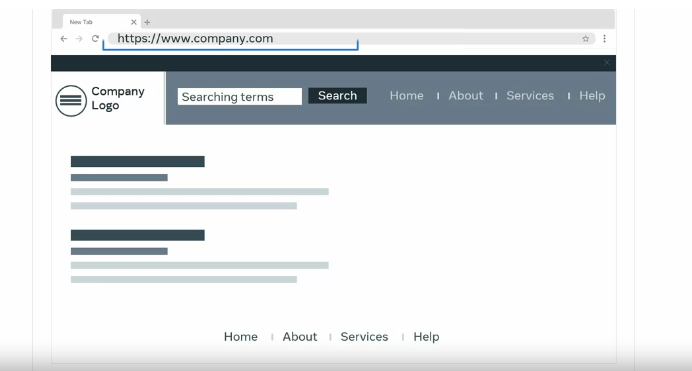 New Tab
https://www.company.com
Company
Logo
Searching terms
Search
Home
About
Services
Help
Home
About
Services
Help